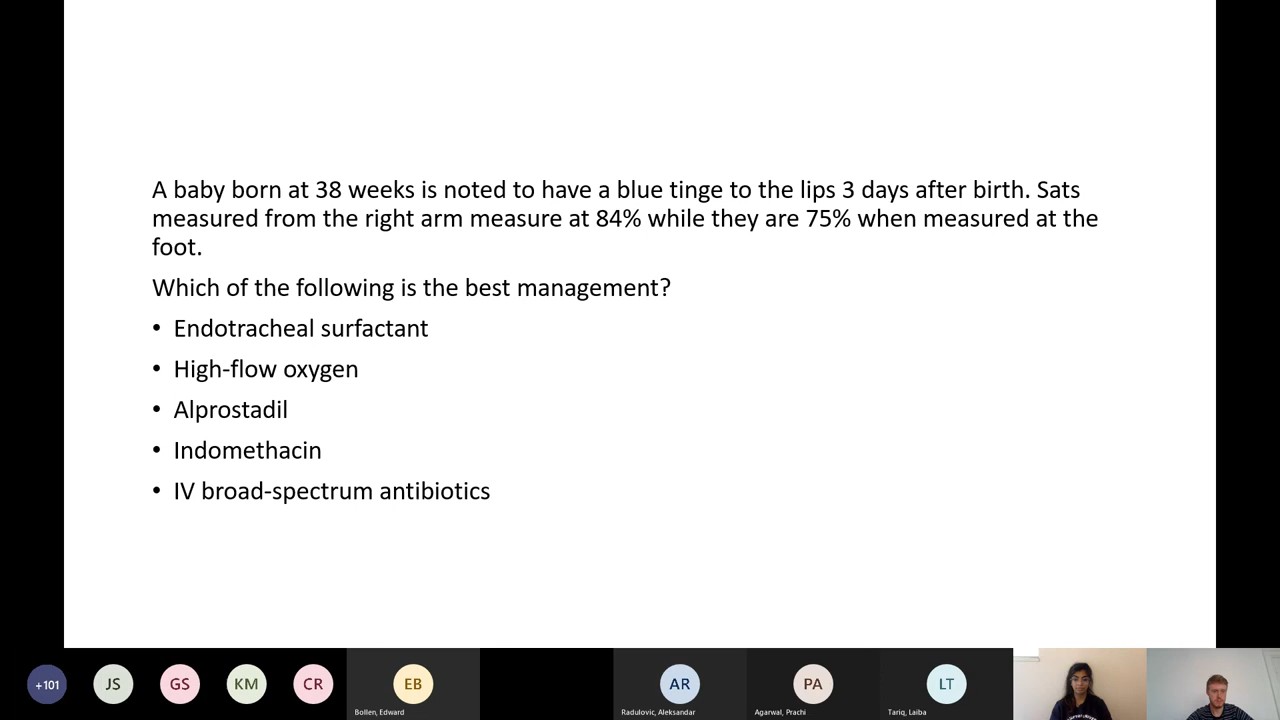 A baby born at 38 weeks is noted to have a blue tinge to the lips 3 days after birth. Sats
measured from the right arm measure at 84% while they are 75% when measured at the
foot.
Which of the following is the best management?
• Endotracheal surfactant
• High-flow oxygen
• Alprostadil
• Indomethacin
• IV broad-spectrum antibiotics
+101
JS
GS
KM
CR
EB
AR
PA
LT
Bollen, Edward
Radulovic, Aleksandar
Agarwal, Prachi
Tariq, Laiba